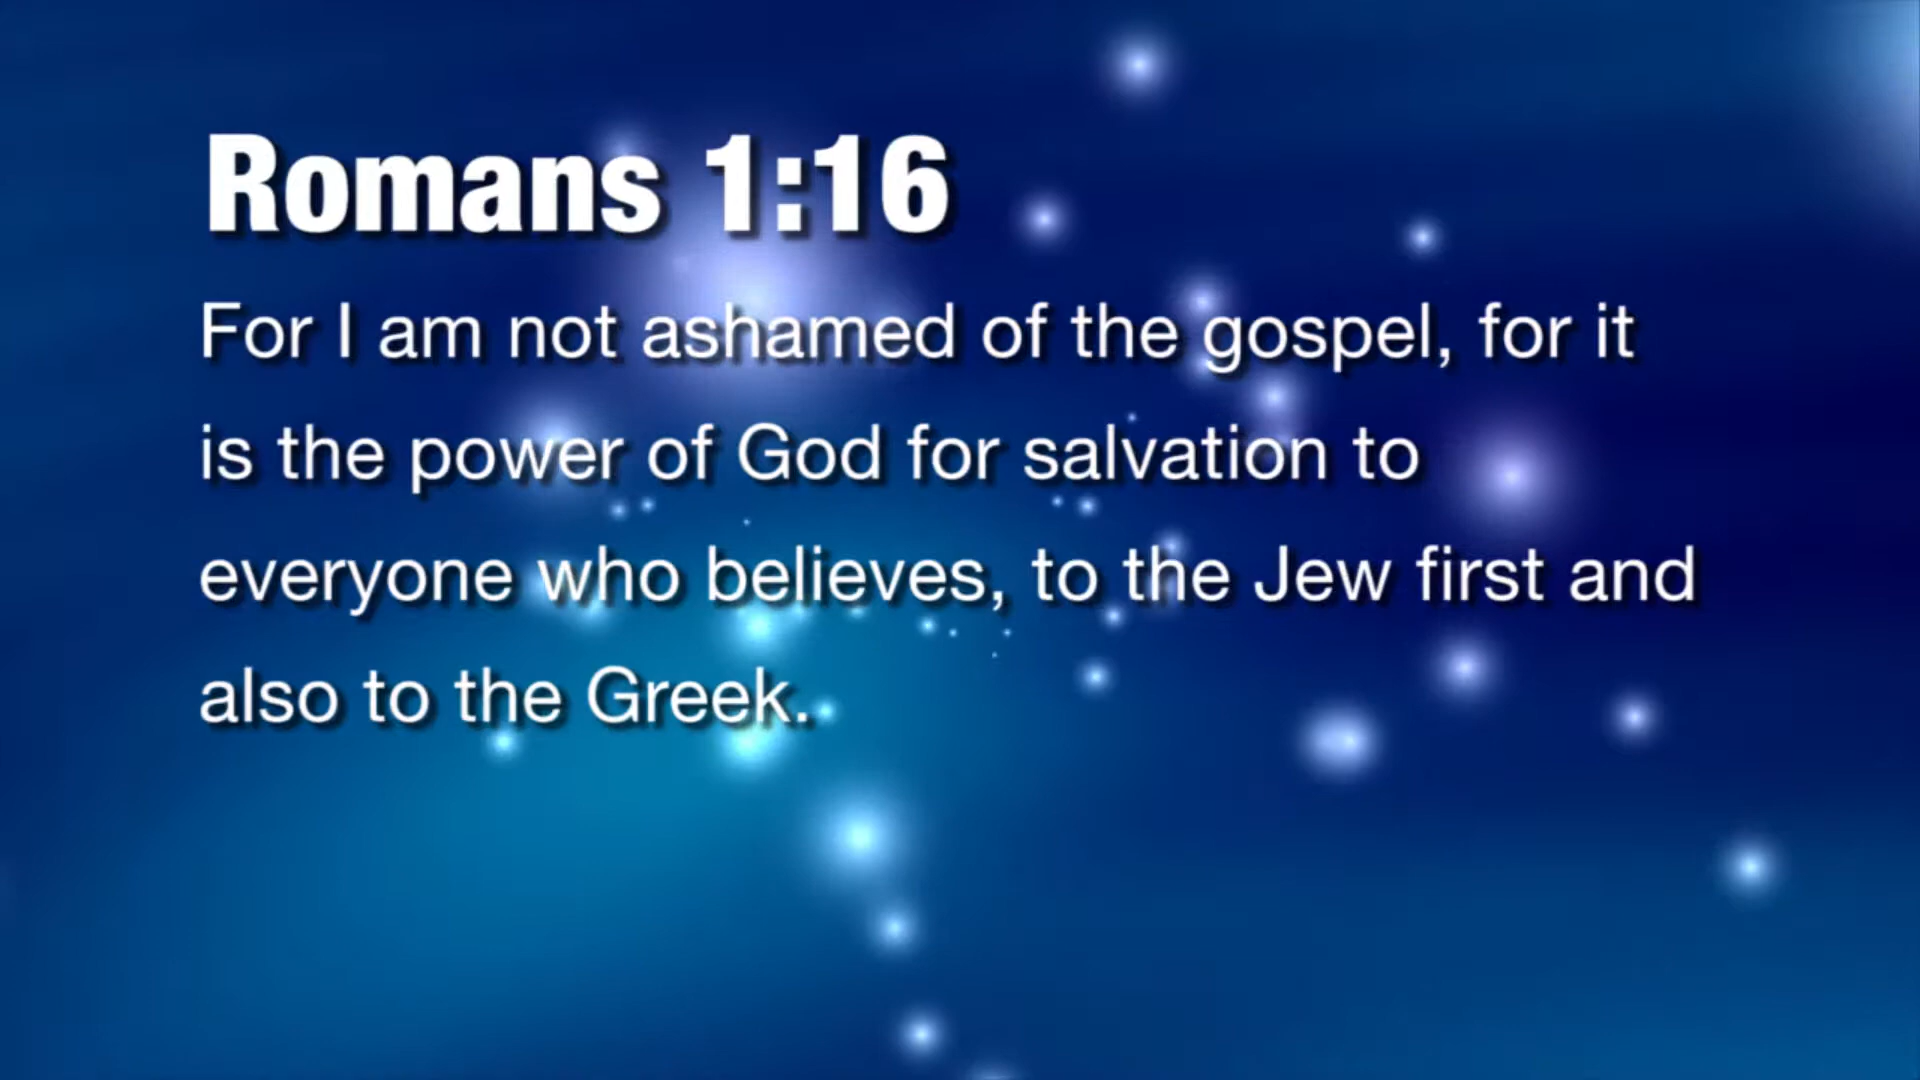 Romans 1:16
For I am not ashamed of the gospel, for it
is the power of God for salvation to
everyone who believes, to the Jew first and
also to the Greek.